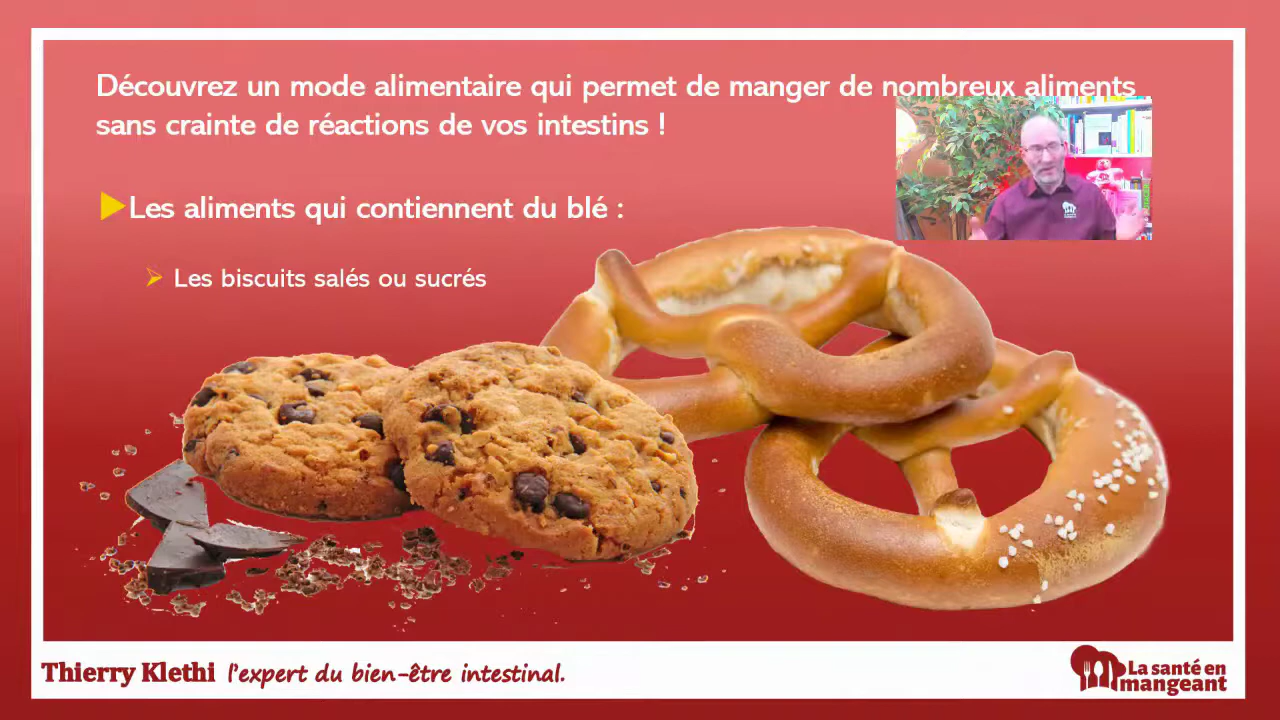 Découvrez un mode alimentaire qui permet de manger de nombreux aliments
sans crainte de réactions de vos intestins !
Les aliments qui contiennent du blé :
Les biscuits salés ou sucrés
Thierry Klethi l'expert du bien-être intestinal.
La santé en
mangeant